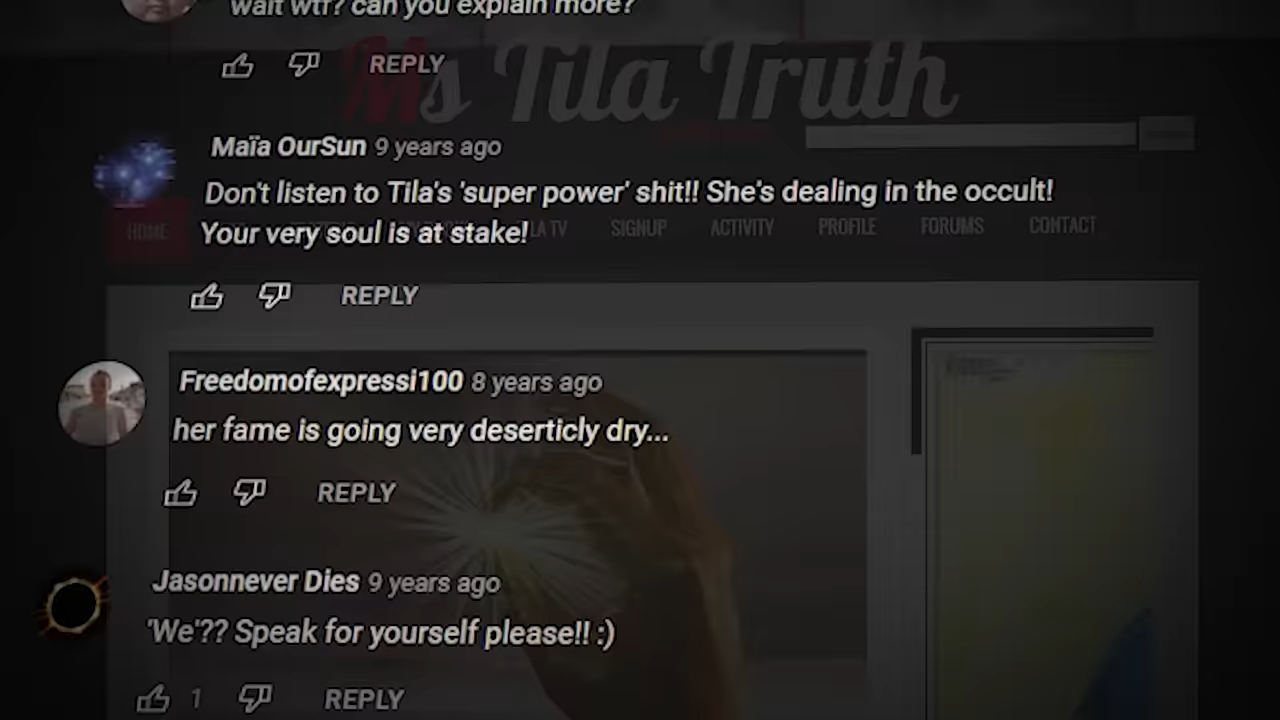 wait wtf? can you explain more?
REPLY
Ms Tila Truth
Maïa OurSun 9 years ago
Don't listen to Tila's 'super power' shit!! She's dealing in the occult!
Your very soul is at stake!
HOME
TILA TV SIGNUP ACTIVITY PROFILE FORUMS CONTACT
REPLY
Freedomofexpressi100 8 years ago
her fame is going very deserticly dry...
REPLY
Jasonnever Dies 9 years ago
'We'?? Speak for yourself please!! :)
1 REPLY